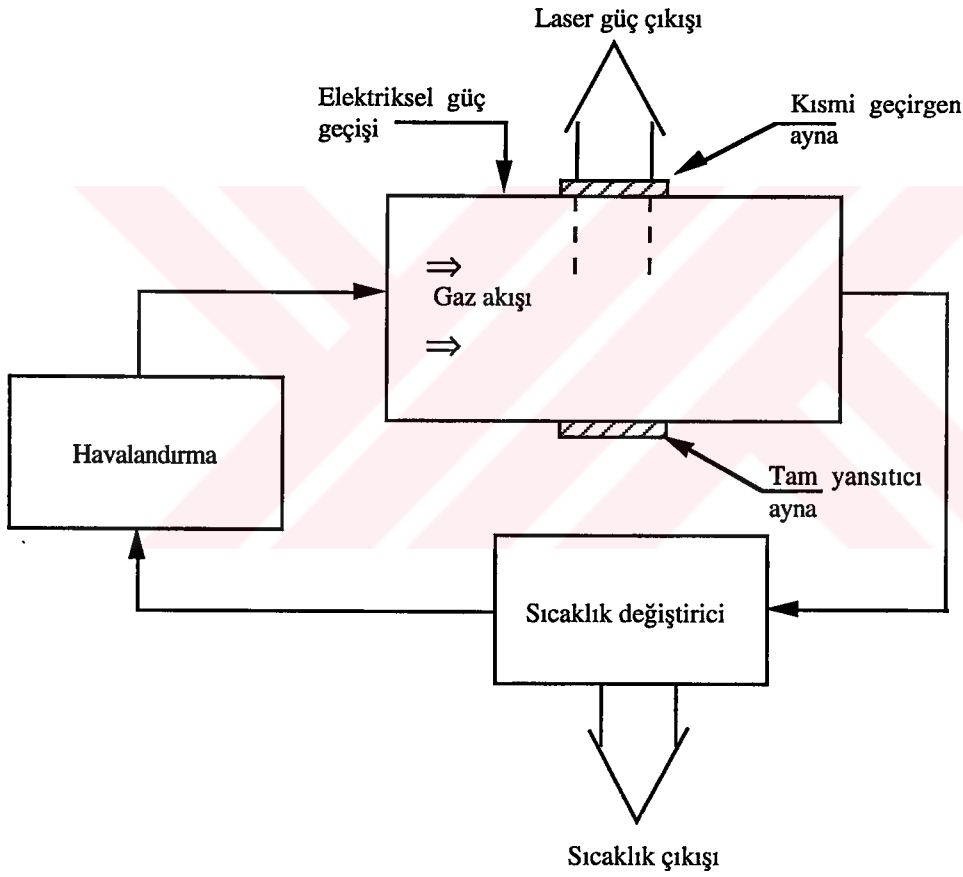 Laser güç çıkışı
Elektriksel güç
geçişi
Kısmi geçirgen
ayna
⇒
Gaz akışı
⇒
Havalandırma
Tam yansıtıcı
ayna
Sıcaklık değiştirici
Sıcaklık çıkışı